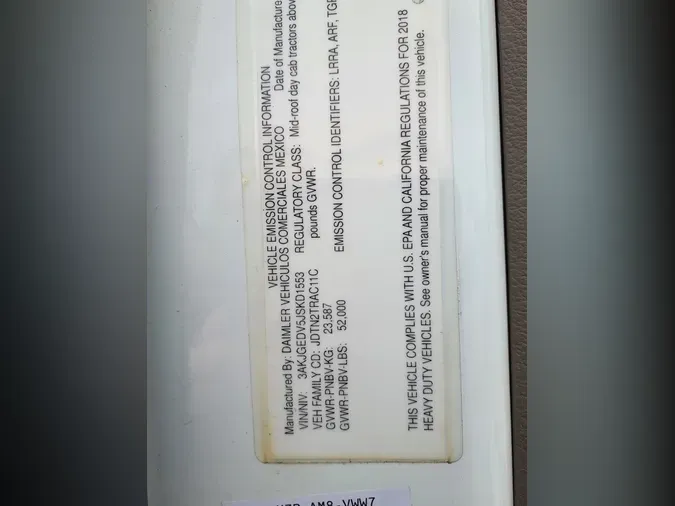 VEHICLE EMISSION CONTROL INFORMATION
Manufactured By: DAIMLER VEHICULOS COMERCIALES MEXICO Date of Manufacture
VIN/NIV: 3AKJGEDV5JSKD1553 REGULATORY CLASS: Mid-roof day cab tractors
VEH FAMILY CD: JDTN2TRAC11C pounds GVWR.
GVWR-PNBV-KG: 23,587
GVWR-PNBV-LBS: 52,000 EMISSION CONTROL IDENTIFIERS: LRRA, ARF,
THIS VEHICLE COMPLIES WITH U.S. EPA AND CALIFORNIA REGULATIONS FOR 2018
HEAVY DUTY VEHICLES. See owner's manual for proper maintenance of this vehicle.
AM8-VWW7